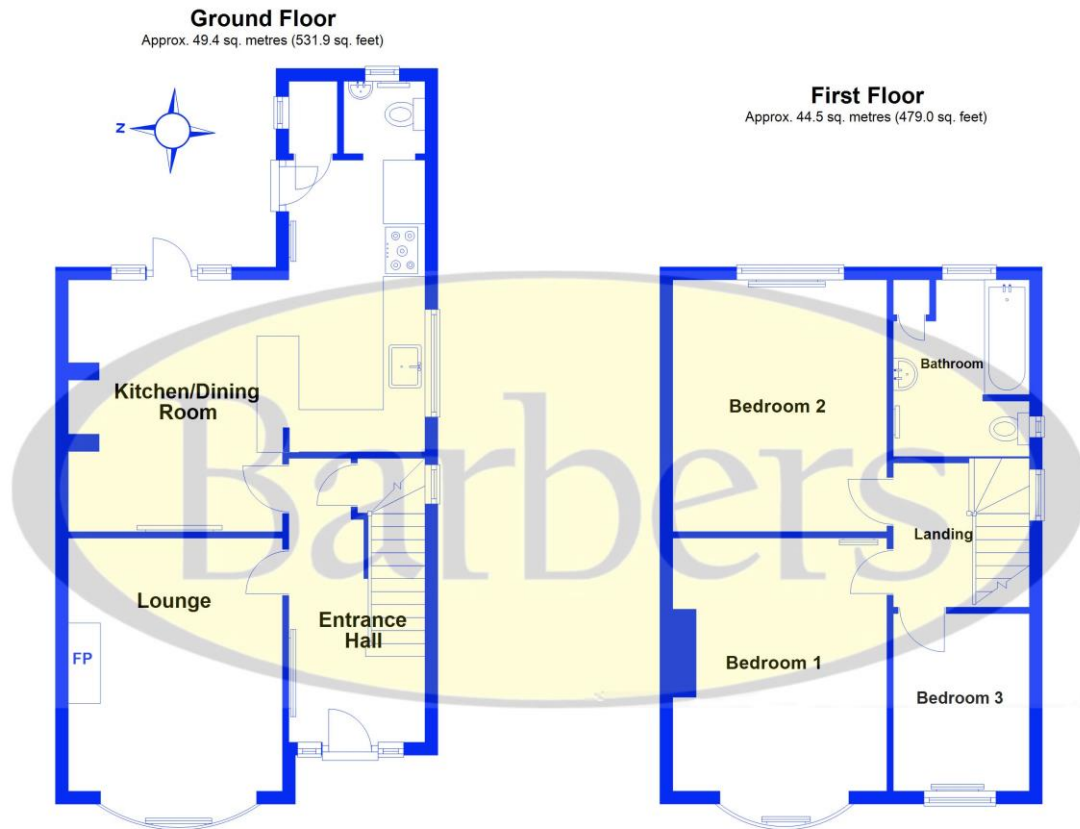 Ground Floor
Approx. 49.4 sq. metres (531.9 sq. feet)
First Floor
Approx. 44.5 sq. metres (479.0 sq. feet)
N
Kitchen/Dining
Room
Lounge
FP
Entrance
Hall
Bedroom 2
Bathroom
Landing
Bedroom 1
Bedroom 3
Barbers